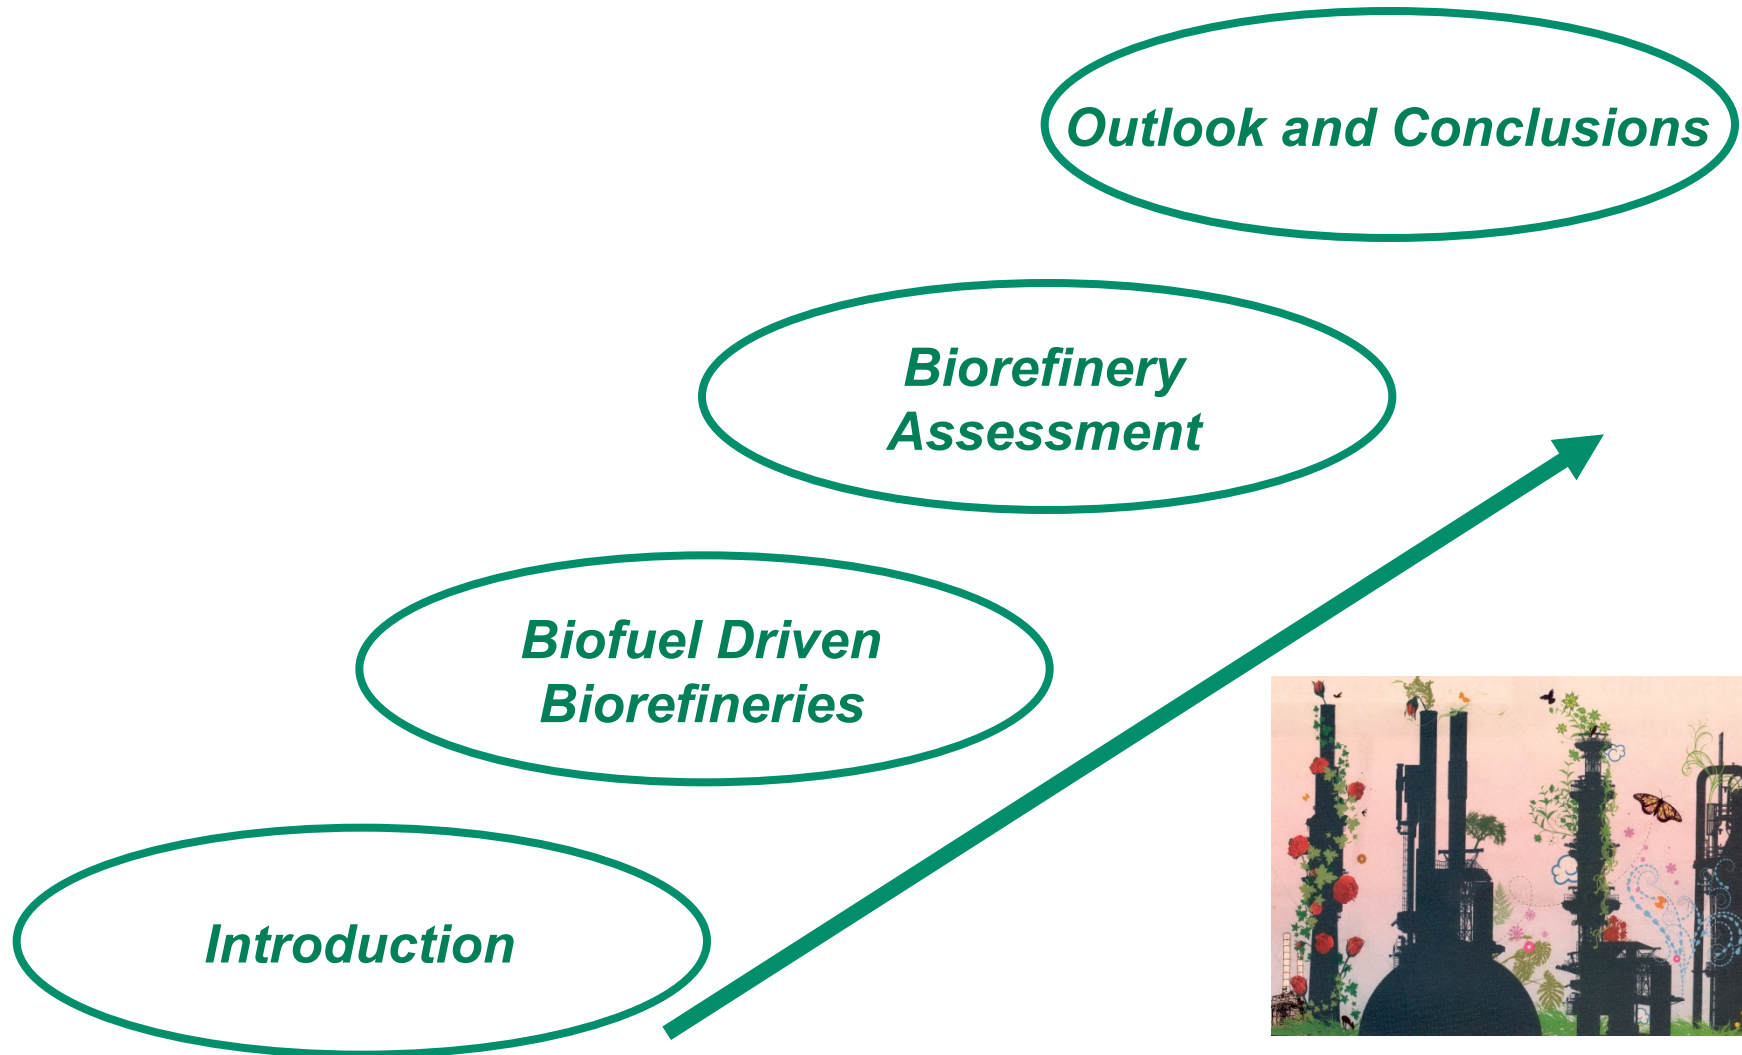 Outlook and Conclusions
Biorefinery
Assessment
Biofuel Driven
Biorefineries
Introduction